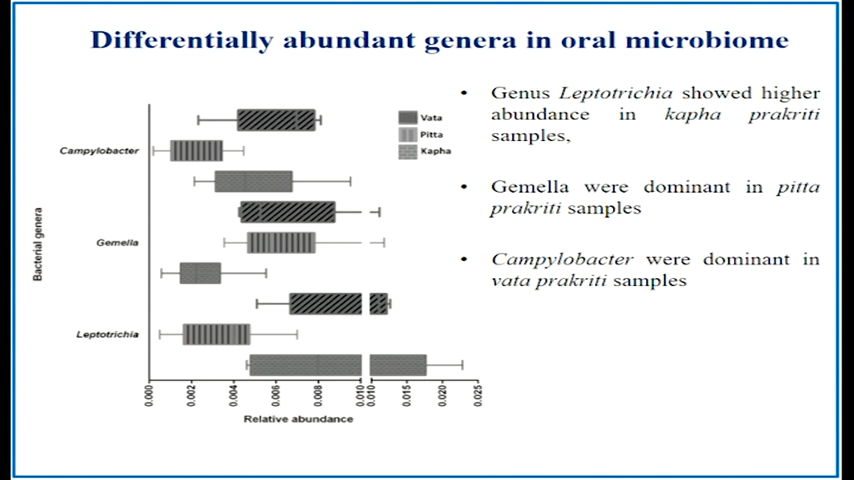 Differentially abundant genera in oral microbiome
Vata
Pitta
Kapha
Campylobacter
Gemella
Leptotrichia
Bacterial genera
0.000
0.002
0.004
0.006
0.008
0.010
0.010
0.015
0.020
0.025
Relative abundance
• Genus Leptotrichia showed higher
abundance in kapha prakriti
samples,
• Gemella were dominant in pitta
prakriti samples
• Campylobacter were dominant in
vata prakriti samples